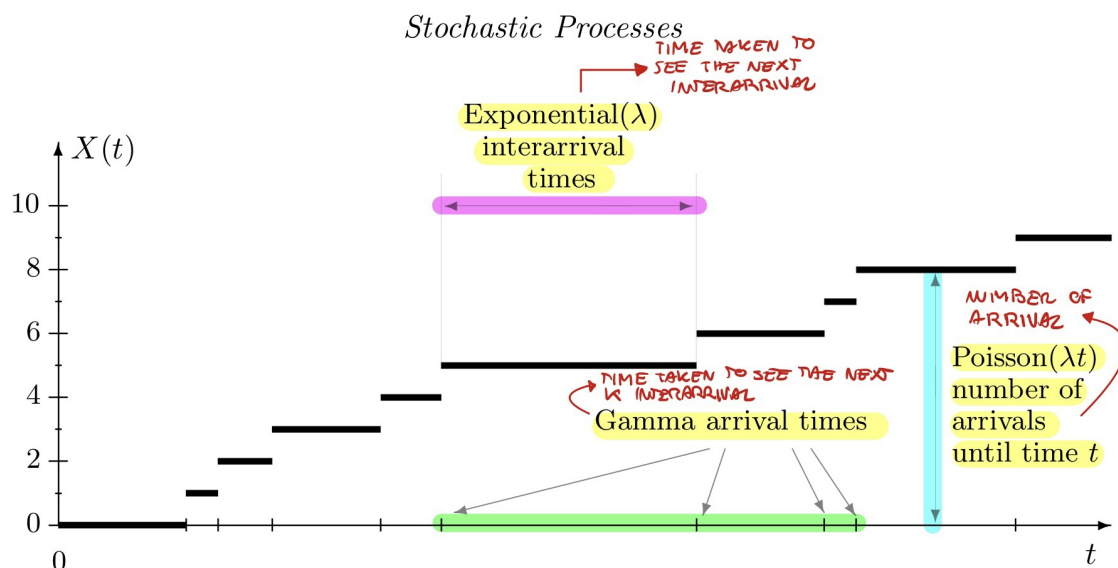 Stochastic Processes
TIME TAKEN TO
SEE THE NEXT
INTERARRIVAL
Exponential(λ)
interarrival
times
X(t)
10
8
6
4
2
0
NUMBER OF
ARRIVAL
Poisson(λt)
number of
arrivals
until time t
TIME TAKEN TO SEE THE NEXT
K INTERARRIVAL
Gamma arrival times
0
t